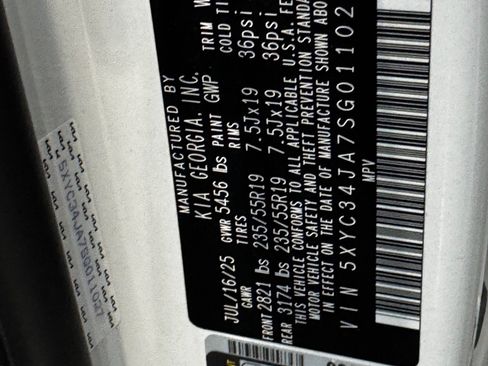 MANUFACTURED BY
KIA GEORGIA, INC.
JUL/16/25 GVWR 5456 lbs PAINT GWP TRIM W
GAWR TIRES RIMS COLD TI
FRONT 2821 lbs 235/55R19 7.5Jx19 36psi
REAR 3174 lbs 235/55R19 7.5Jx19 36psi
THIS VEHICLE CONFORMS TO ALL APPLICABLE U.S.A. FE
MOTOR VEHICLE SAFETY AND THEFT PREVENTION STANDA
EFFECT ON THE DATE OF MANUFACTURE SHOWN ABO
VIN 5XYC34JA7SG01102
MPV
5XYC34JA7SG011027